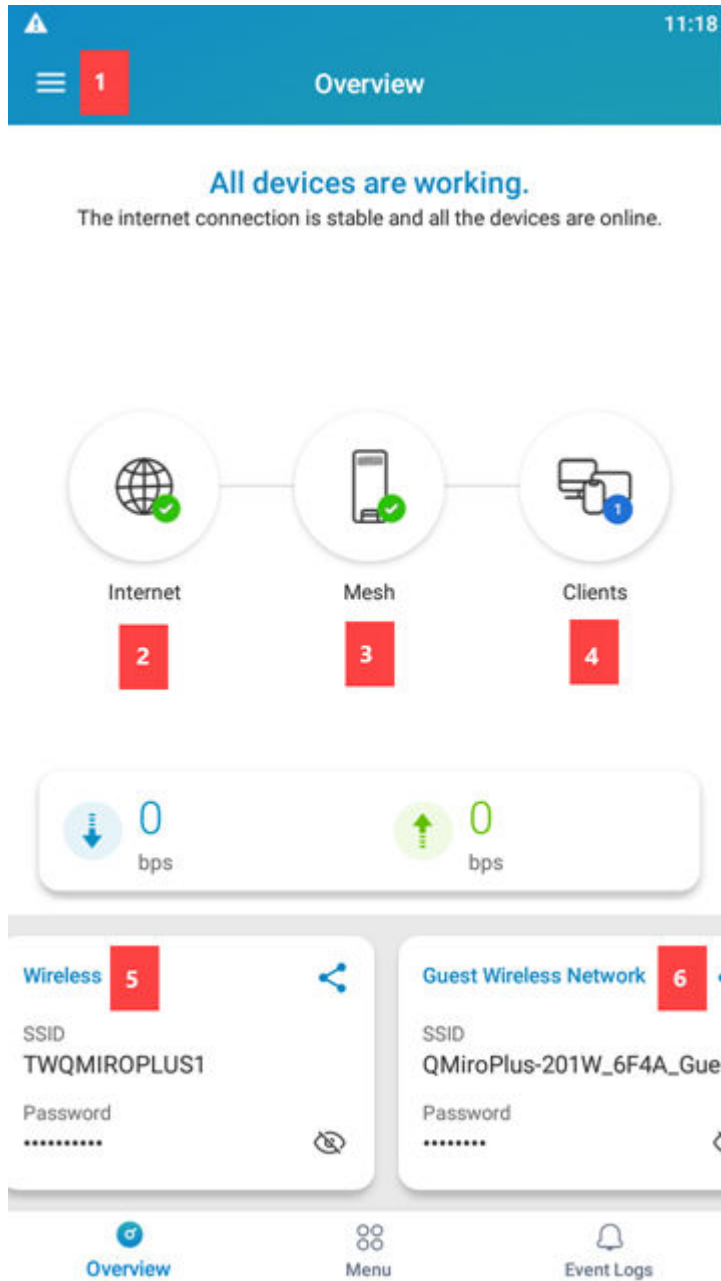 11:18
1
Overview
All devices are working.
The internet connection is stable and all the devices are online.
1
Internet Mesh Clients
2 3 4
0 0
bps bps
Wireless 5
SSID
TWQMIROPLUS1
Password
••••••••••
Guest Wireless Network 6
SSID
QMiroPlus-201W_6F4A_Gue
Password
••••••••
Overview Menu Event Logs